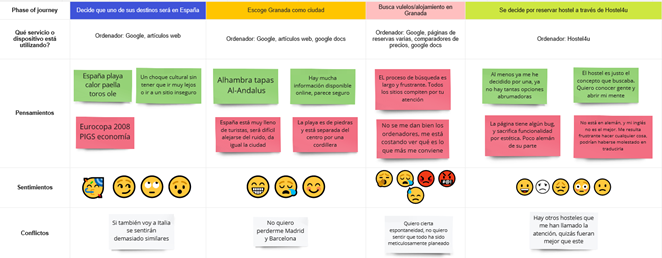 Phase of journey
Decide que uno de sus destinos será en España
Escoge Granada como ciudad
Busca vulelos/alojamiento en
Granada
Se decide por reservar hostel a través de Hostel4u
Qué servicio o
dispositivo está
utilizando?
Ordenador: Google, artículos web
Ordenador: Google, artículos web, google docs
Ordenador: Google, páginas de
reservas varias, comparadores de
precios, google docs
Ordenador: Hostel4u
Pensamientos
España playa
calor paella
toros ole
Un choque cultural sin
tener que ir muy lejos
o ir a un sitio inseguro
Europocopa 2008
PIGS economía
Alhambra tapas
Al-Andalus
Hay mucha
información disponible
online, parece seguro
España está muy lleno
de turistas, será difícil
alejarse del ruido, da
igual la ciudad
La playa es de piedras y
está separada del
centro por una
cordillera
EL proceso de búsqueda es
largo y frustrante. Todos
los sitios compiten por tu
atención
No se me dan bien los
ordenadores, me está
costando ver qué es lo
que más me conviene
Al menos ya me he
decidido por una, ya
no hay tantas opciones
abrumadoras
El hostel es justo el
concepto que buscaba.
Quiero conocer gente y
abrir mi mente
La página tiene algún bug,
y sacrifica funcionalidad
por estética. Poco alemán
de su parte
No está en alemán, y mi inglés
no es el mejor. Me resulta
frustrante hacer cualquier cosa,
podrían haberse molestado en
traducirla
Sentimientos
Conflictos
Si también voy a Italia
se sentirán
demasiado similares
No quiero
perderme Madrid
y Barcelona
Quiero cierta
espontaneidad, no quiero
sentir que todo ha sido
meticulosamente planeado
Hay otros hosteles que
me han llamado la
atención, quizás fueran
mejor que este